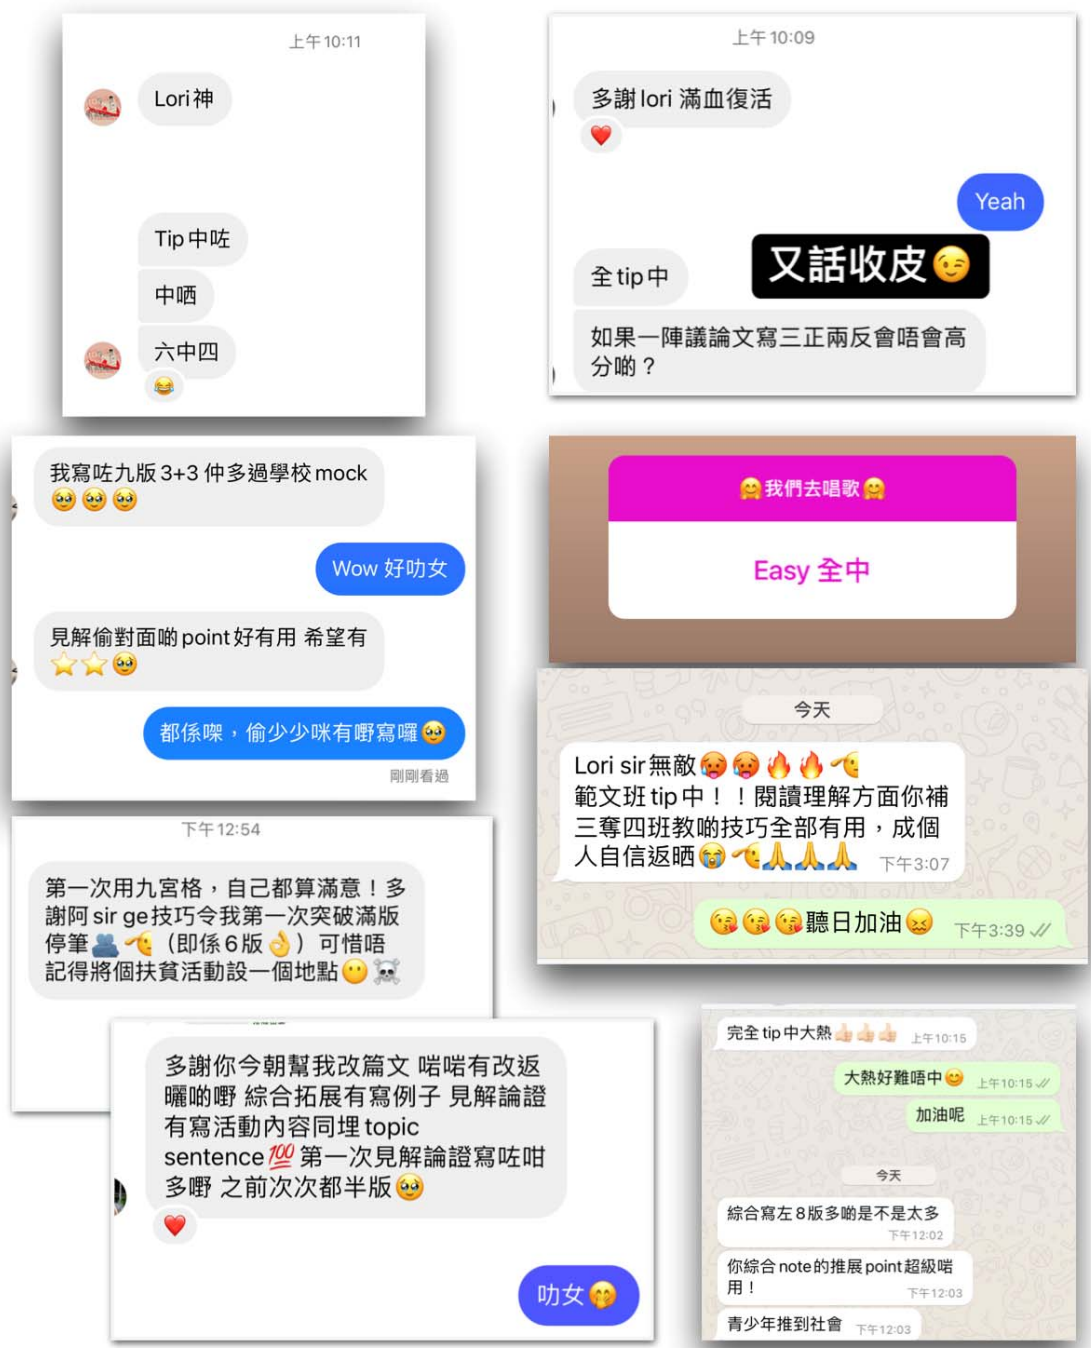 上午10:11
Lori神
Tip中咗
中哂
六中四
😂
上午10:09
多謝lori 滿血復活
❤️
Yeah
又話收皮😉
全tip中
如果一陣議論文寫三正兩反會唔會高
分啲？
我寫咗九版3+3 仲多過學校mock
🥹🥹🥹
Wow 好叻女
見解偷對面啲point好有用 希望有
⭐⭐🥹
都係㗎，偷少少咪有嘢寫囉🥹
剛剛看過
🤗我們去唱歌🤗
Easy 全中
今天
Lori sir無敵🥵🥵🔥🔥🫡
範文班tip中！！閱讀理解方面你補
三奪四班教啲技巧全部有用，成個
人自信返晒😭🫡🙏🙏🙏 下午3:07
😘😘😘聽日加油😖 下午3:39
下午12:54
第一次用九宮格，自己都算滿意！多
謝阿sir ge技巧令我第一次突破滿版
停筆🫂🫡（即係6版👌）可惜唔
記得將個扶貧活動設一個地點😶☠️
多謝你今朝幫我改篇文 啱啱有改返
曬啲嘢 綜合拓展有寫例子 見解論證
有寫活動內容同埋topic
sentence💯第一次見解論證寫咗咁
多嘢 之前次次都半版🥹
❤️
叻女🤭
完全tip中大熱👍🏻👍🏻👍🏻 上午10:15
大熱好難唔中😊 上午10:15
加油呢 上午10:15
今天
綜合寫左8版多啲是不是太多
下午12:02
你綜合note的推展point超級啱
用！ 下午12:03
青少年推到社會 下午12:03